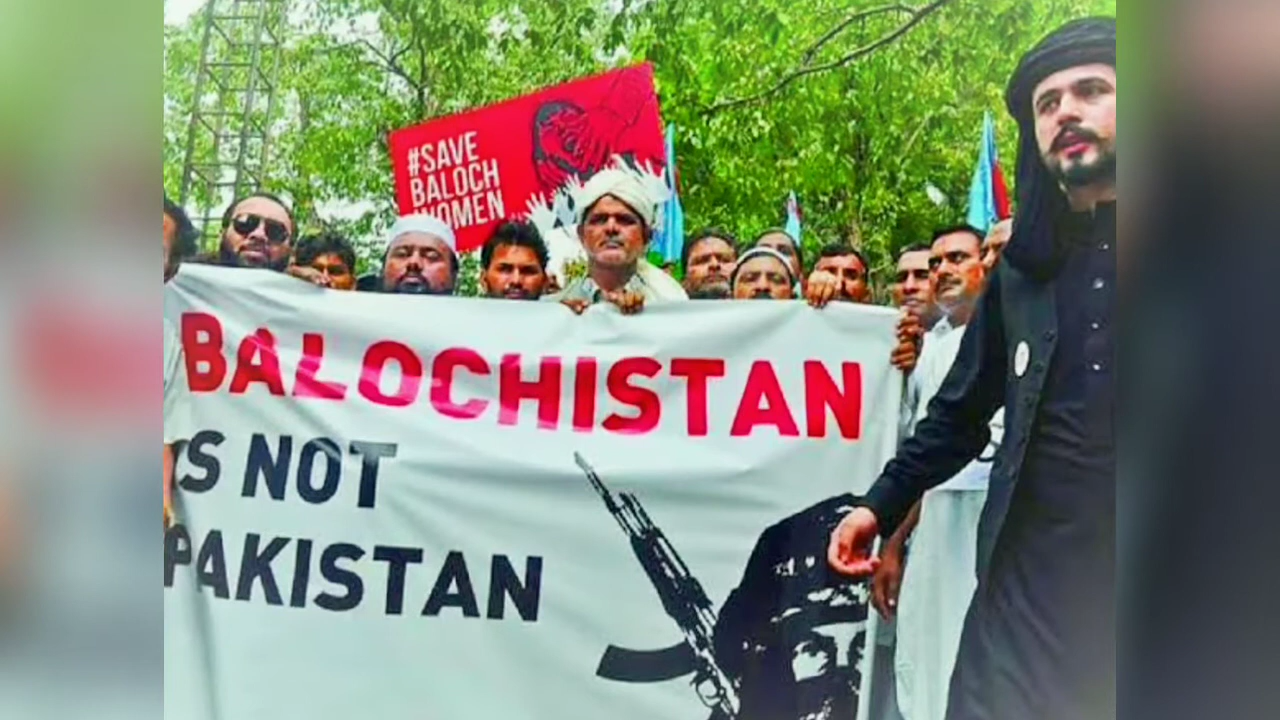 #SAVE
BALOCH
WOMEN
BALOCHISTAN
IS NOT
PAKISTAN